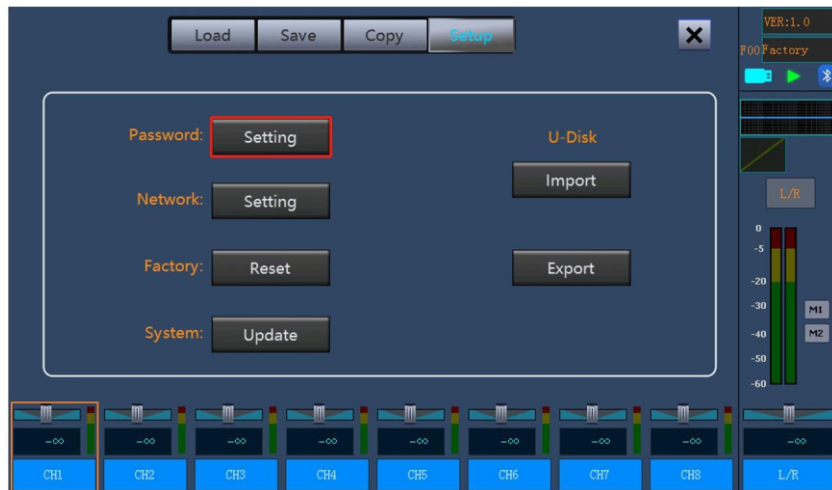 Load Save Copy Setup
VER:1.0
F00 Factory
Password: Setting
U-Disk
Import
Network: Setting
L/R
Factory: Reset
Export
System: Update
0
-5
-20
-30
M1
-40
M2
-50
-60
-∞ -∞ -∞ -∞ -∞ -∞ -∞ -∞ -∞
CH1 CH2 CH3 CH4 CH5 CH6 CH7 CH8 L/R